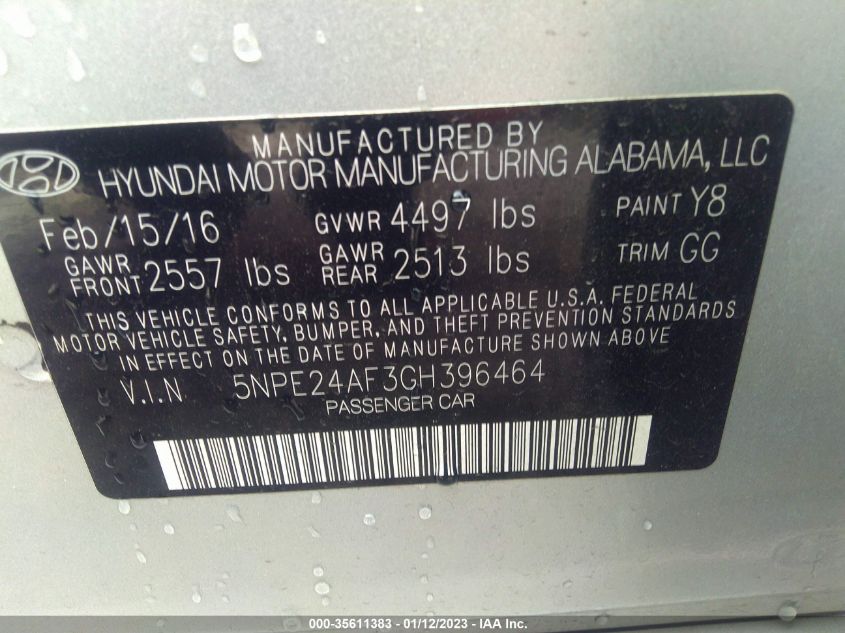 MANUFACTURED BY
HYUNDAI MOTOR MANUFACTURING ALABAMA, LLC
Feb/15/16 GVWR 4497 lbs PAINT Y8
GAWR FRONT 2557 lbs GAWR REAR 2513 lbs TRIM GG
THIS VEHICLE CONFORMS TO ALL APPLICABLE U.S.A. FEDERAL
MOTOR VEHICLE SAFETY, BUMPER, AND THEFT PREVENTION STANDARDS
IN EFFECT ON THE DATE OF MANUFACTURE SHOWN ABOVE
V.I.N 5NPE24AF3GH396464
PASSENGER CAR
000-35611383 - 01/12/2023 - IAA Inc.